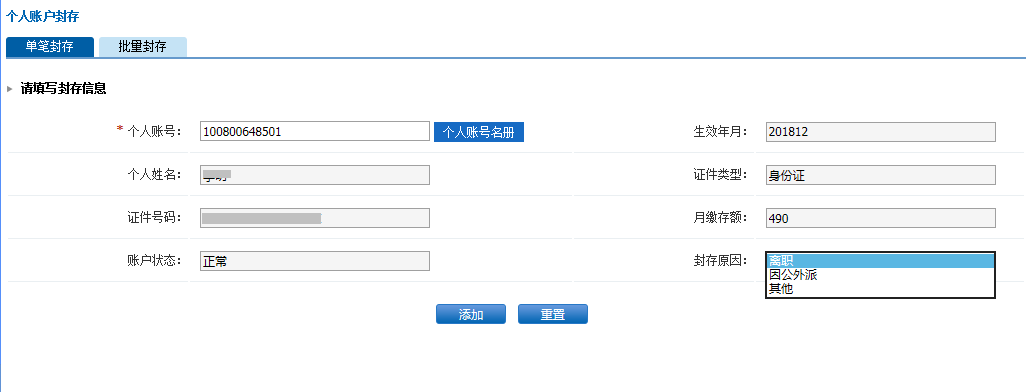 个人账户封存
单笔封存 批量封存
请填写封存信息
* 个人账号： 100800648501 个人账号名册 生效年月： 201812
个人姓名： 证件类型： 身份证
证件号码： 月缴存额： 490
账户状态： 正常 封存原因： 离职
因公外派
其他
添加 重置